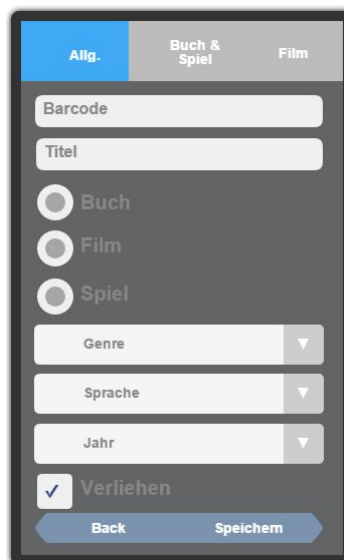 Allg.
Buch &
Spiel
Film
Barcode
Titel
Buch
Film
Spiel
Genre
Sprache
Jahr
Verliehen
Back Speichern